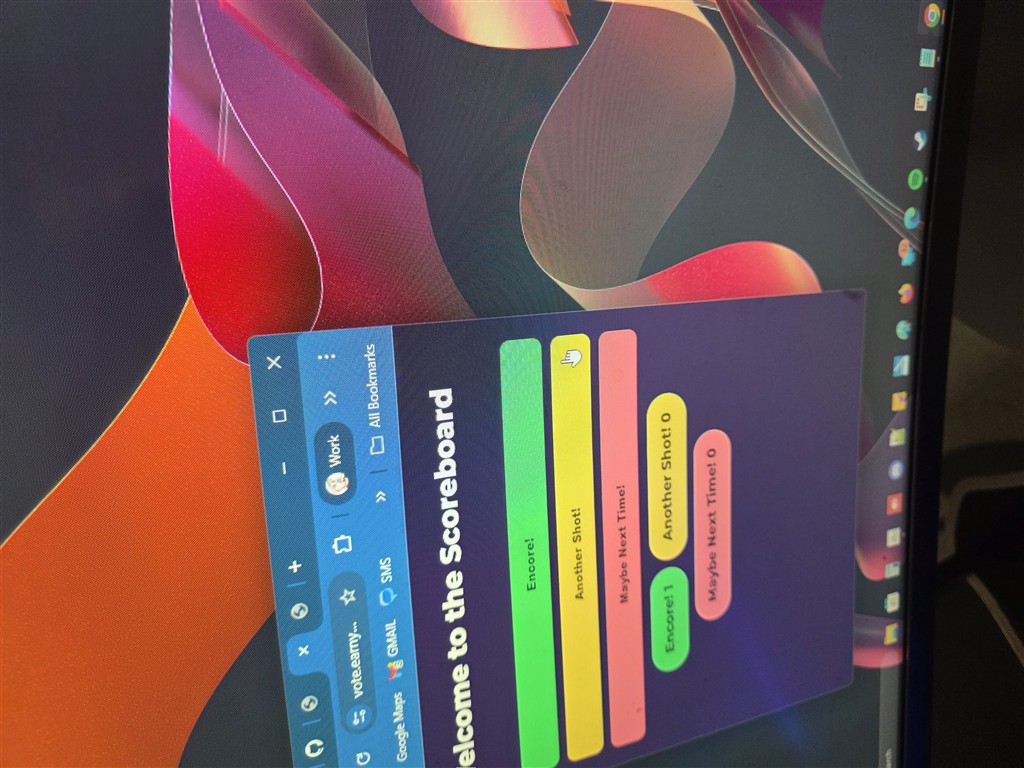 Work
vote.earny...
Google Maps GMAIL SMS All Bookmarks
elcome to the Scoreboard
Encore!
Another Shot!
Maybe Next Time!
Encore! 1 Another Shot! 0
Maybe Next Time! 0
arch